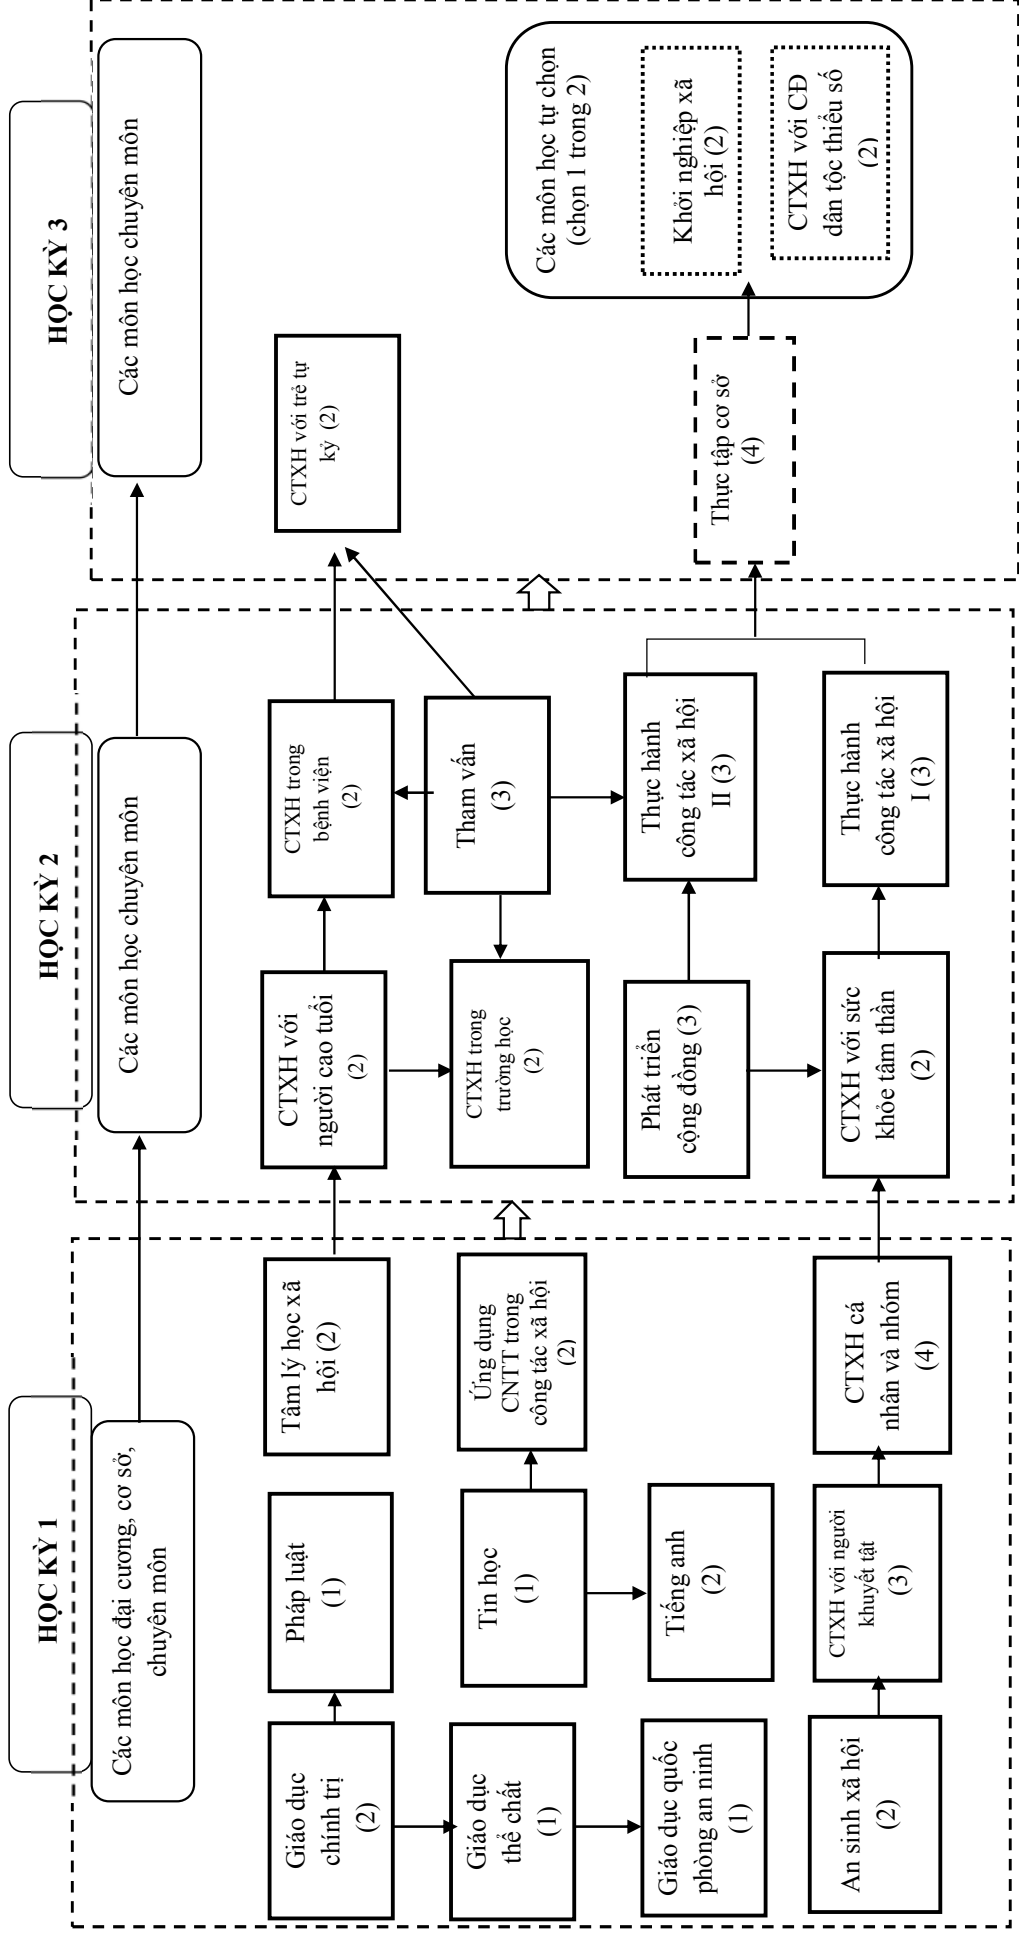 HỌC KỲ 1
Các môn học đại cương, cơ sở,
chuyên môn
Giáo dục
chính trị
(2)
Pháp luật
(1)
Tâm lý học xã
hội (2)
Giáo dục
thể chất
(1)
Tin học
(1)
Ứng dụng
CNTT trong
công tác xã hội
(2)
Giáo dục quốc
phòng an ninh
(1)
Tiếng anh
(2)
An sinh xã hội
(2)
CTXH với người
khuyết tật
(3)
CTXH cá
nhân và nhóm
(4)
HỌC KỲ 2
Các môn học chuyên môn
CTXH với
người cao tuổi
(2)
CTXH trong
bệnh viện
(2)
CTXH trong
trường học
(2)
Tham vấn
(3)
Phát triển
cộng đồng (3)
Thực hành
công tác xã hội
II (3)
CTXH với sức
khỏe tâm thần
(2)
Thực hành
công tác xã hội
I (3)
HỌC KỲ 3
Các môn học chuyên môn
CTXH với trẻ tự
kỷ (2)
Thực tập cơ sở
(4)
Các môn học tự chọn
(chọn 1 trong 2)
Khởi nghiệp xã
hội (2)
CTXH với CĐ
dân tộc thiểu số
(2)